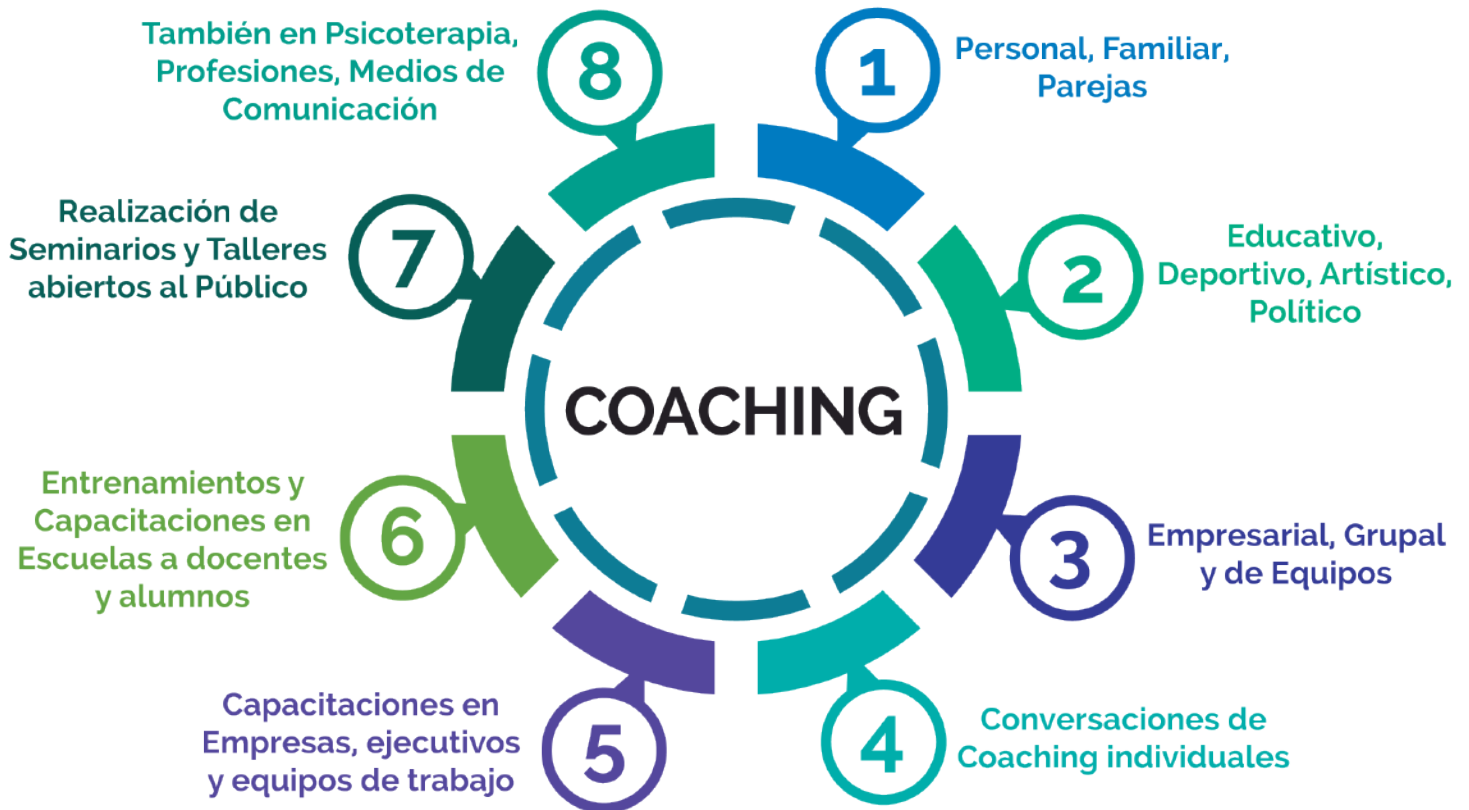 COACHING
1
Personal, Familiar,
Parejas
2
Educativo,
Deportivo, Artístico,
Político
3
Empresarial, Grupal
y de Equipos
4
Conversaciones de
Coaching individuales
5
Capacitaciones en
Empresas, ejecutivos
y equipos de trabajo
6
Entrenamientos y
Capacitaciones en
Escuelas a docentes
y alumnos
7
Realización de
Seminarios y Talleres
abiertos al Público
8
También en Psicoterapia,
Profesiones, Medios de
Comunicación